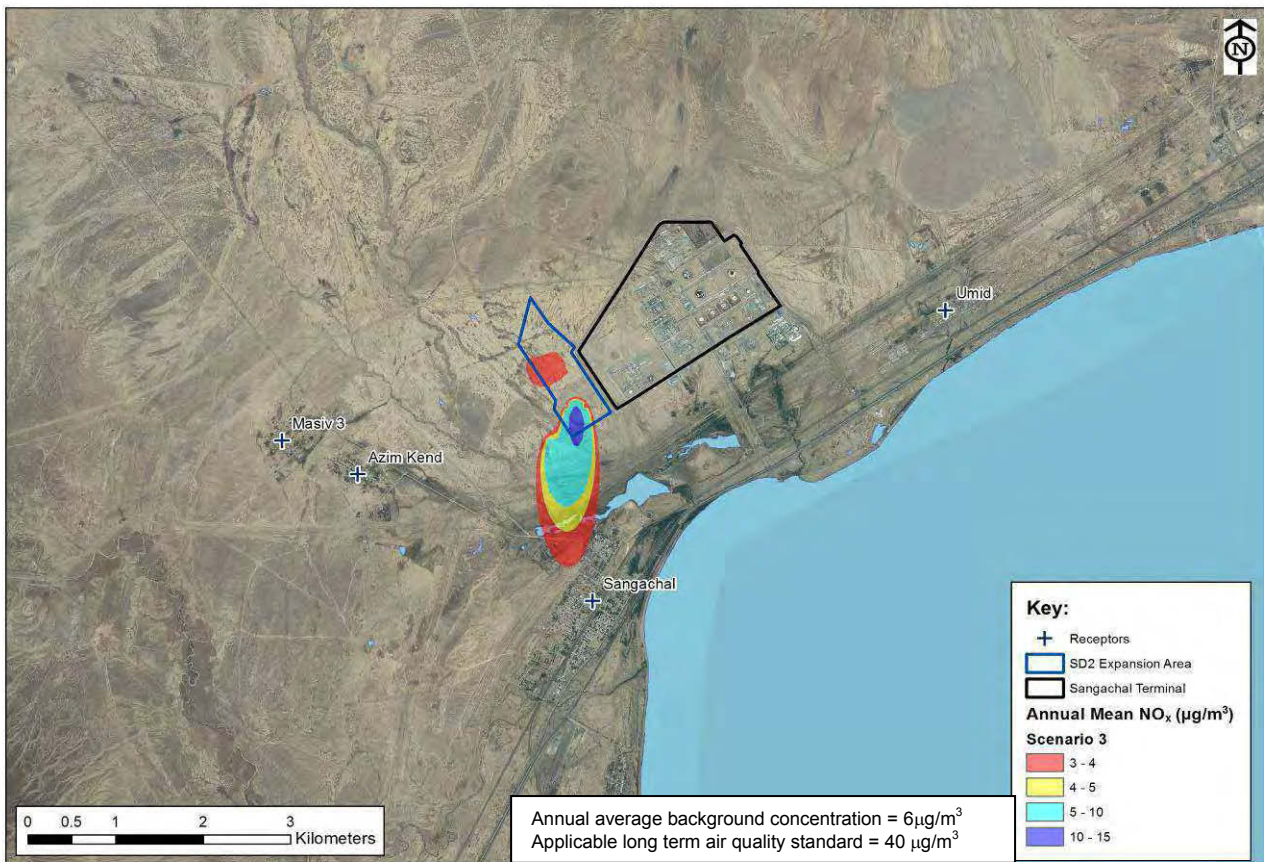 N
Umid
Masiv 3
Azim Kend
Sangachal
Key:
Receptors
SD2 Expansion Area
Sangachal Terminal
Annual Mean NOx (µg/m³)
Scenario 3
3 - 4
4 - 5
5 - 10
10 - 15
0 0.5 1 2 3
Kilometers
Annual average background concentration = 6µg/m³
Applicable long term air quality standard = 40 µg/m³